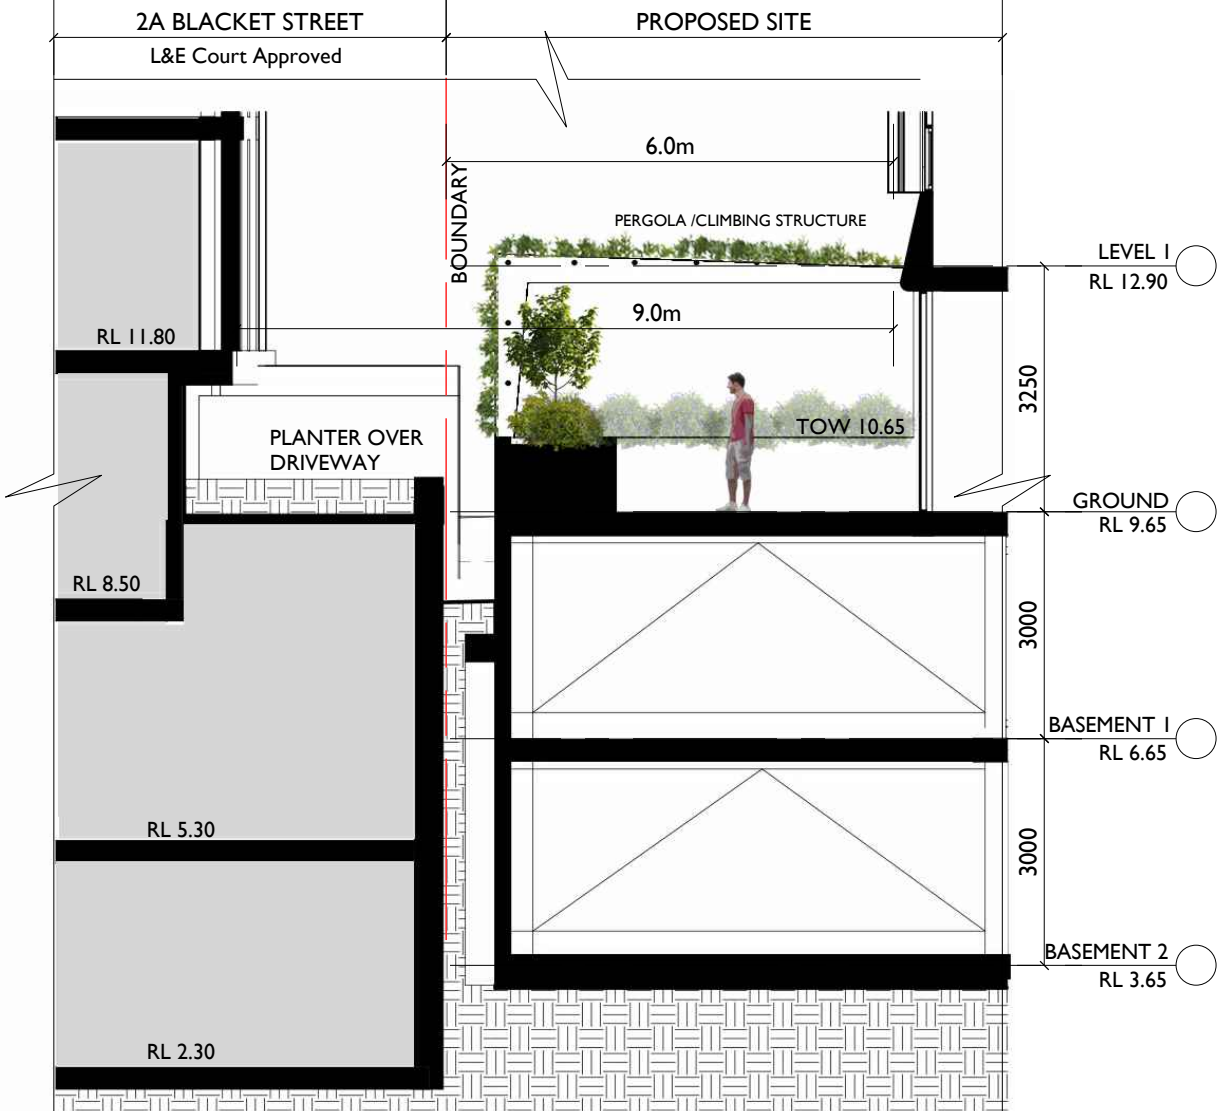 2A BLACKET STREET
L&E Court Approved
PROPOSED SITE
6.0m
BOUNDARY
PERGOLA /CLIMBING STRUCTURE
LEVEL 1
RL 12.90
9.0m
RL 11.80
3250
TOW 10.65
PLANTER OVER
DRIVEWAY
GROUND
RL 9.65
RL 8.50
3000
BASEMENT 1
RL 6.65
RL 5.30
3000
BASEMENT 2
RL 3.65
RL 2.30